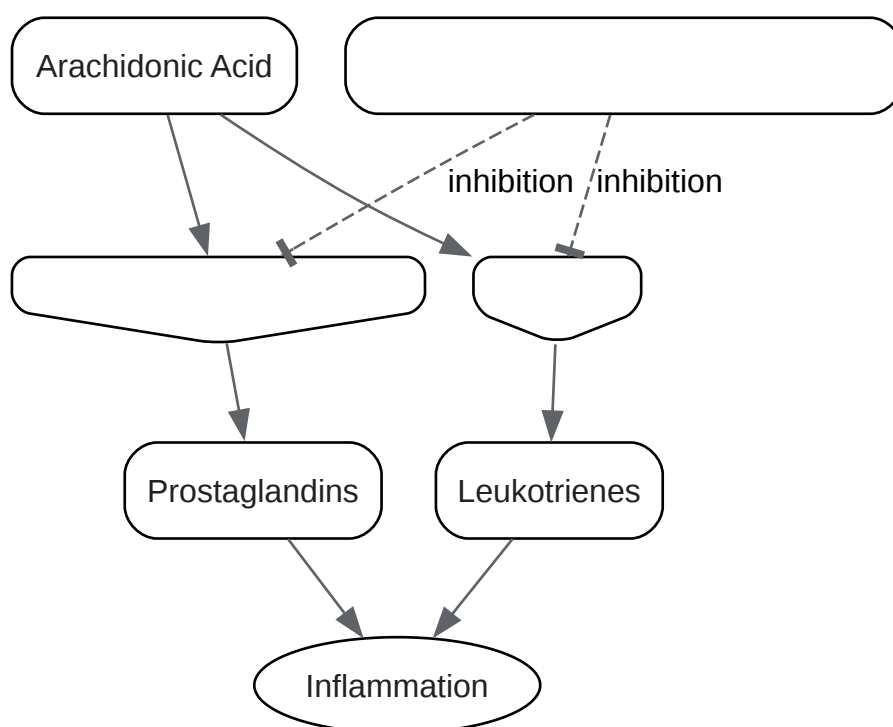 Arachidonic Acid
inhibition
inhibition
Prostaglandins
Leukotrienes
Inflammation